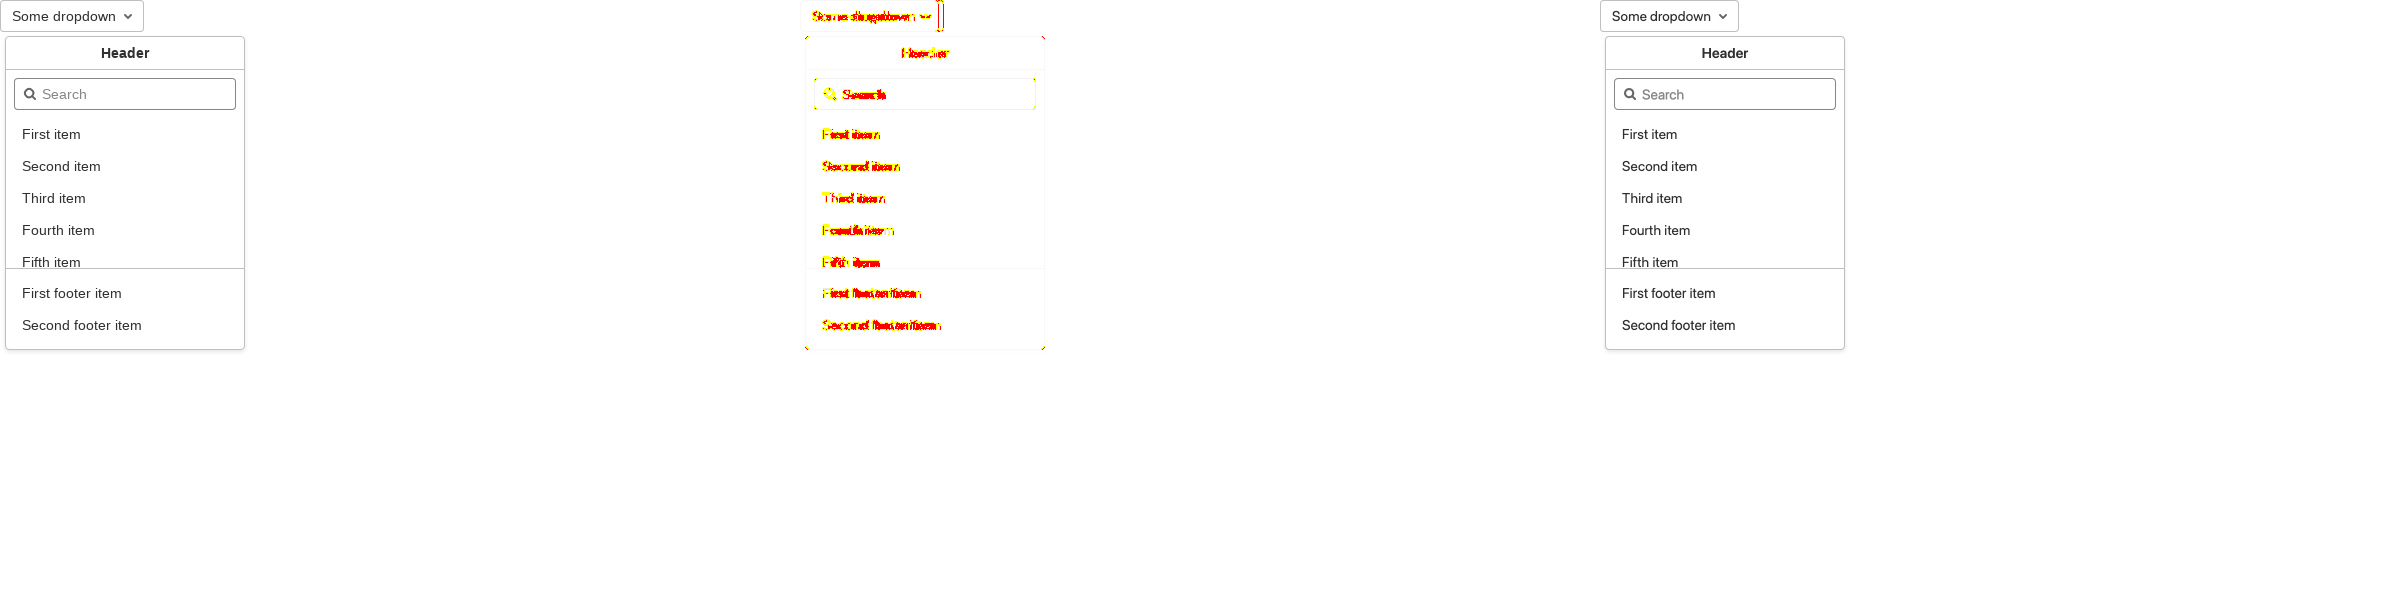 Some dropdown
Header
Search
First item
Second item
Third item
Fourth item
Fifth item
First footer item
Second footer item
Some dropdown
Header
Search
First item
Second item
Third item
Fourth item
Fifth item
First footer item
Second footer item
Some dropdown
Header
Search
First item
Second item
Third item
Fourth item
Fifth item
First footer item
Second footer item